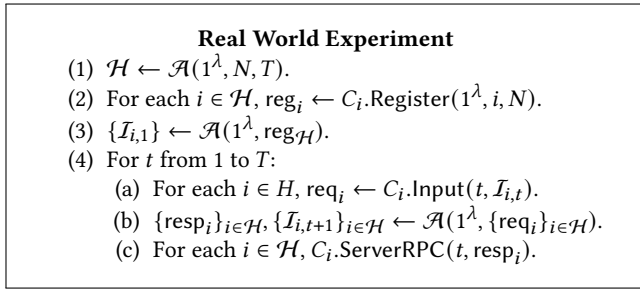 Real World Experiment
(1) ℋ ← 𝒜(1^λ, N, T).
(2) For each i ∈ ℋ, reg_i ← C_i.Register(1^λ, i, N).
(3) {ℐ_{i,1}} ← 𝒜(1^λ, reg_ℋ).
(4) For t from 1 to T:
(a) For each i ∈ H, req_i ← C_i.Input(t, ℐ_{i,t}).
(b) {resp_i}_{i∈ℋ}, {ℐ_{i,t+1}}_{i∈ℋ} ← 𝒜(1^λ, {req_i}_{i∈ℋ}).
(c) For each i ∈ ℋ, C_i.ServerRPC(t, resp_i).